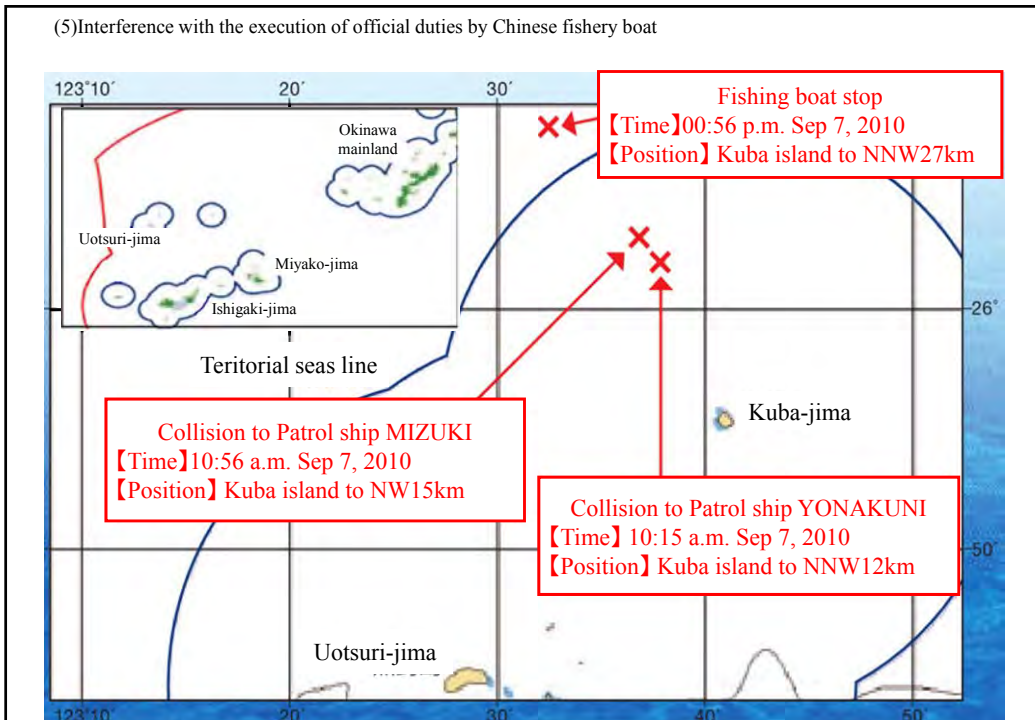 (5)Interference with the execution of official duties by Chinese fishery boat
123°10′ 20′ 30′
Fishing boat stop
【Time】00:56 p.m. Sep 7, 2010
【Position】 Kuba island to NNW27km
Okinawa
mainland
Uotsuri-jima
Miyako-jima
Ishigaki-jima
26°
Teritorial seas line
Kuba-jima
Collision to Patrol ship MIZUKI
【Time】10:56 a.m. Sep 7, 2010
【Position】 Kuba island to NW15km
Collision to Patrol ship YONAKUNI
【Time】 10:15 a.m. Sep 7, 2010
【Position】 Kuba island to NNW12km
50′
Uotsuri-jima
123°10′ 20′ 30′ 40′ 50′